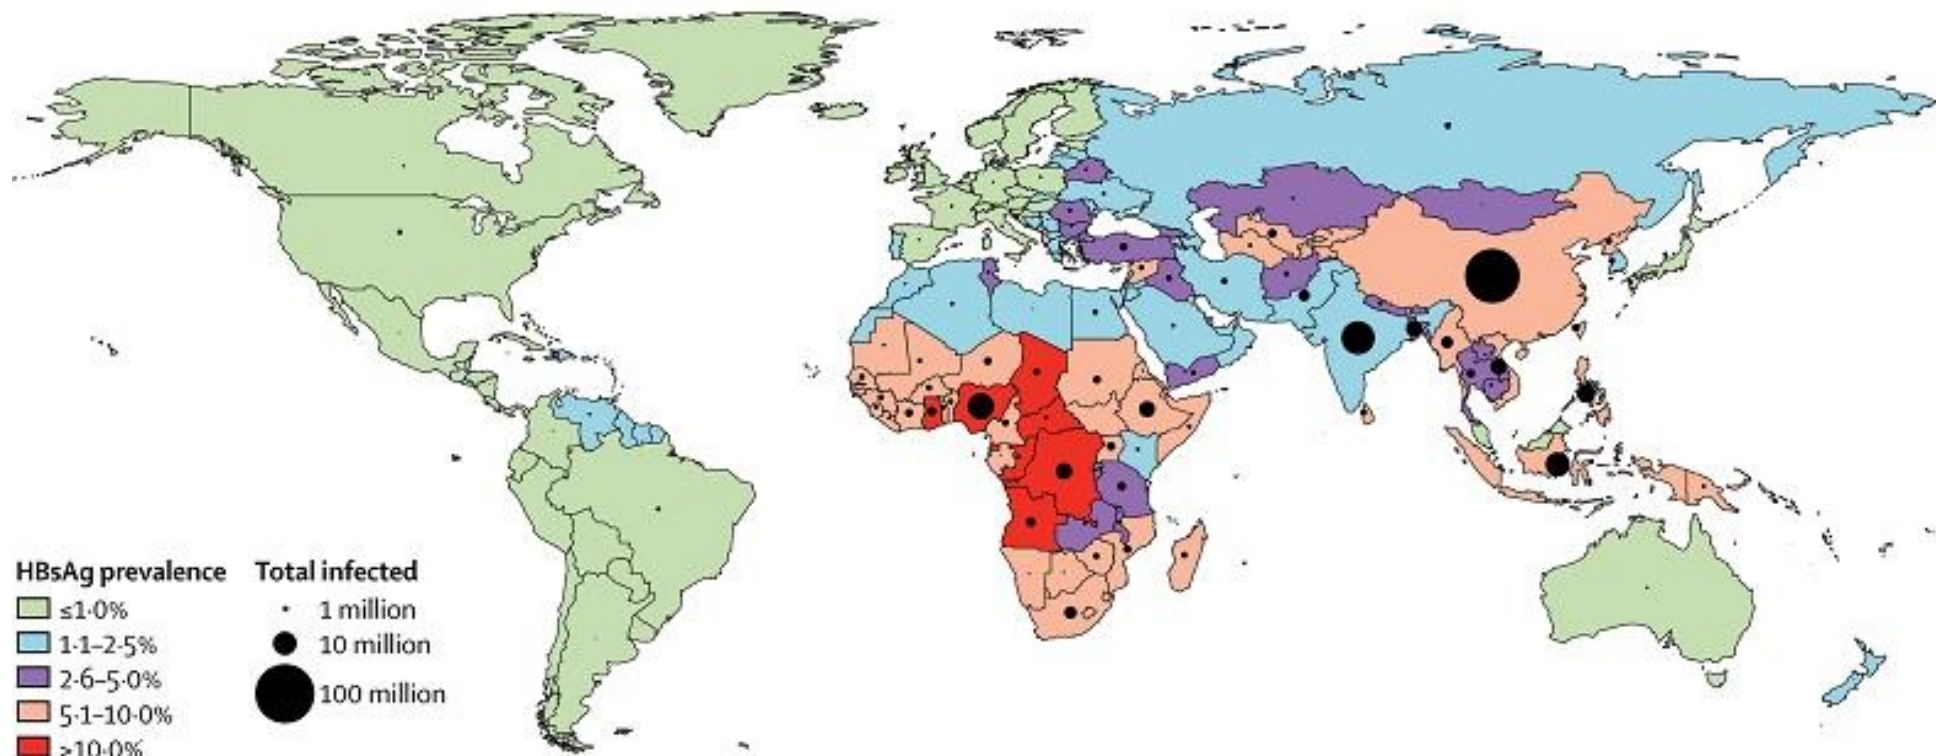 HBsAg prevalence
≤1·0%
1·1–2·5%
2·6–5·0%
5·1–10·0%
>10·0%
Total infected
1 million
10 million
100 million